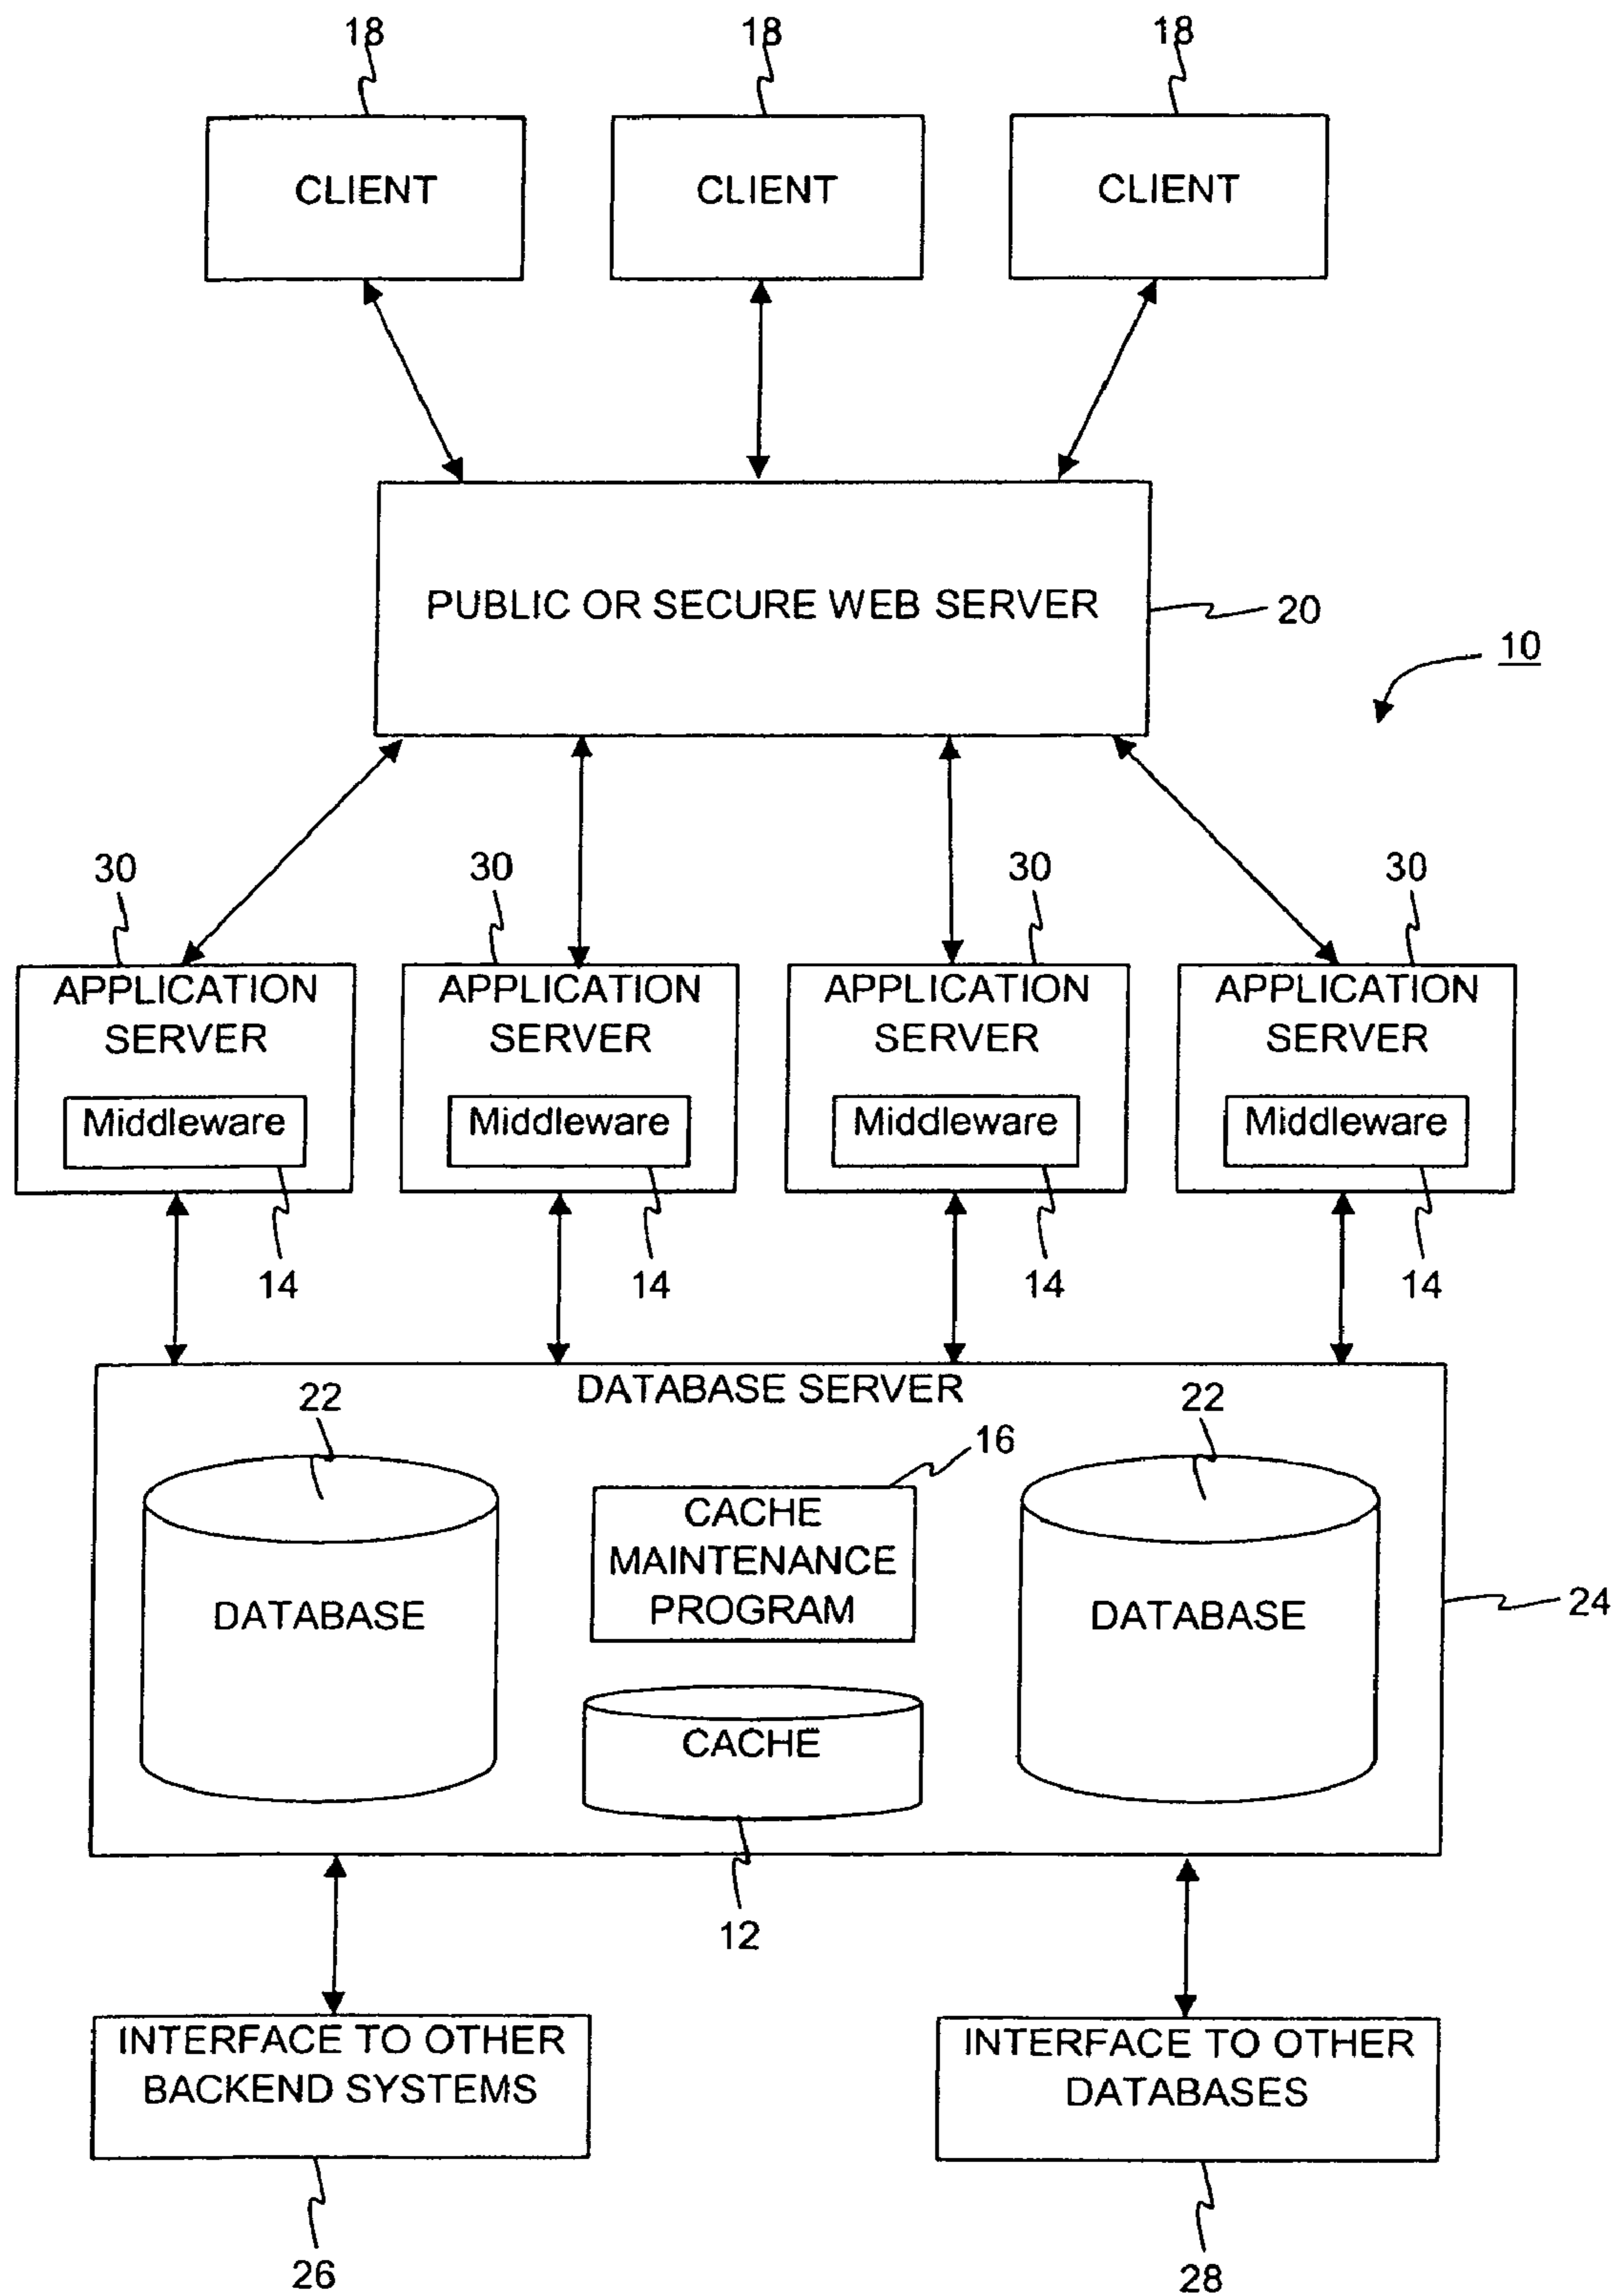 18 18 18
CLIENT CLIENT CLIENT
PUBLIC OR SECURE WEB SERVER
20
10
30 30 30 30
APPLICATION
SERVER
Middleware
APPLICATION
SERVER
Middleware
APPLICATION
SERVER
Middleware
APPLICATION
SERVER
Middleware
14 14 14 14
DATABASE SERVER
22 22
16
CACHE
MAINTENANCE
PROGRAM
DATABASE DATABASE
24
CACHE
12
INTERFACE TO OTHER
BACKEND SYSTEMS
INTERFACE TO OTHER
DATABASES
26 28